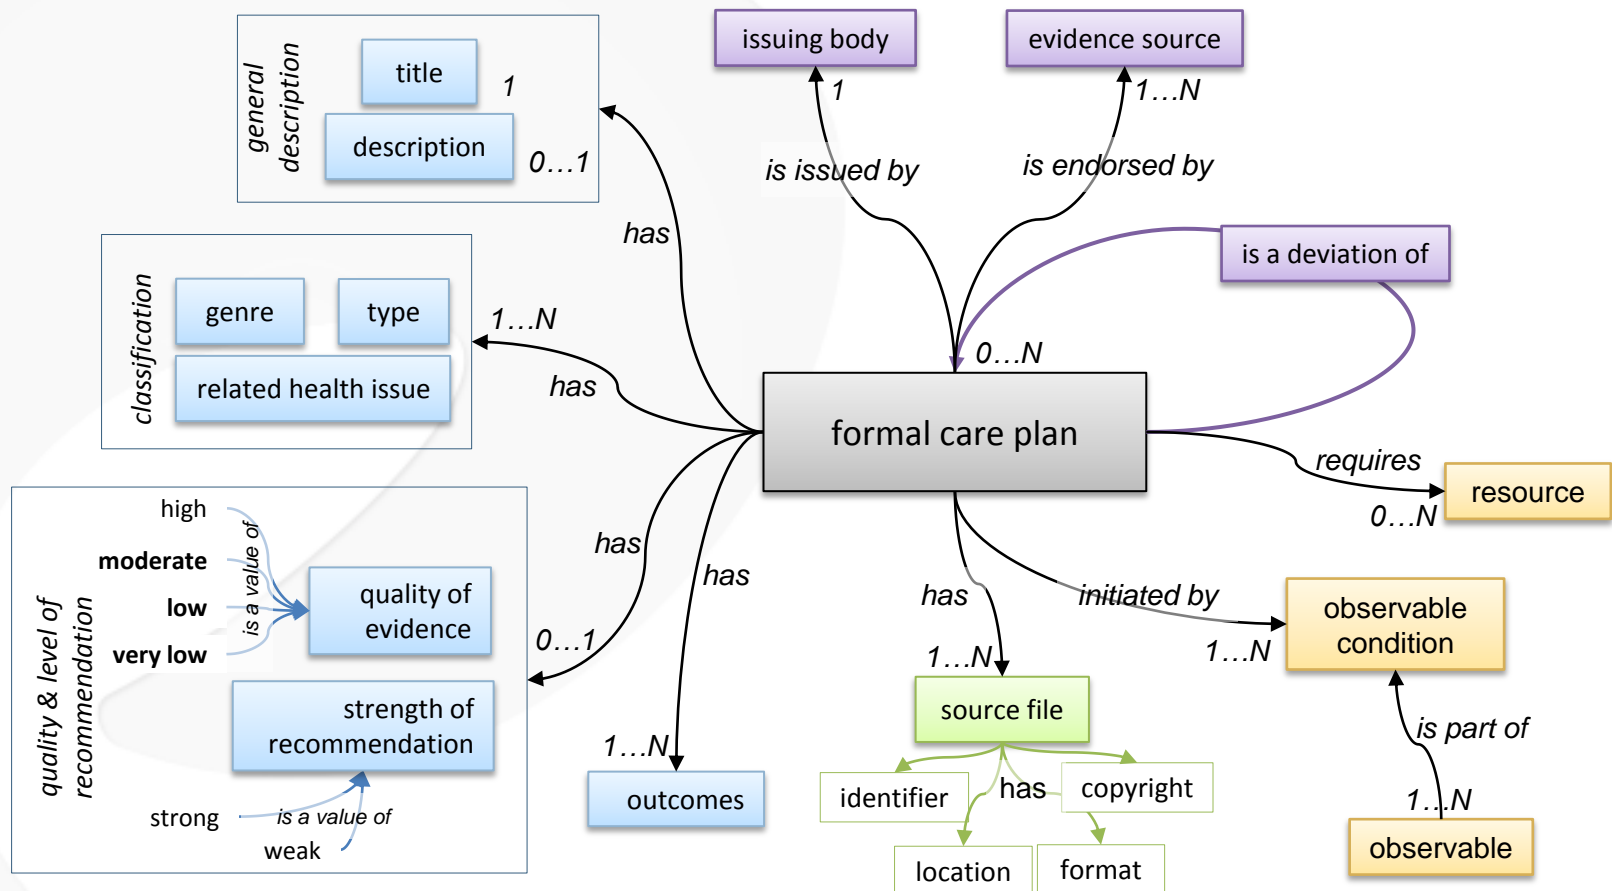 general
description
title
1
description
0...1
has
issuing body
1
is issued by
evidence source
1...N
is endorsed by
is a deviation of
0...N
classification
genre
type
related health issue
1...N
has
formal care plan
requires
resource
0...N
quality & level of
recommendation
high
moderate
low
very low
is a value of
quality of
evidence
strength of
recommendation
strong
is a value of
weak
has
0...1
has
1...N
outcomes
has
1...N
source file
has
identifier
copyright
location
format
initiated by
1...N
observable
condition
is part of
1...N
observable